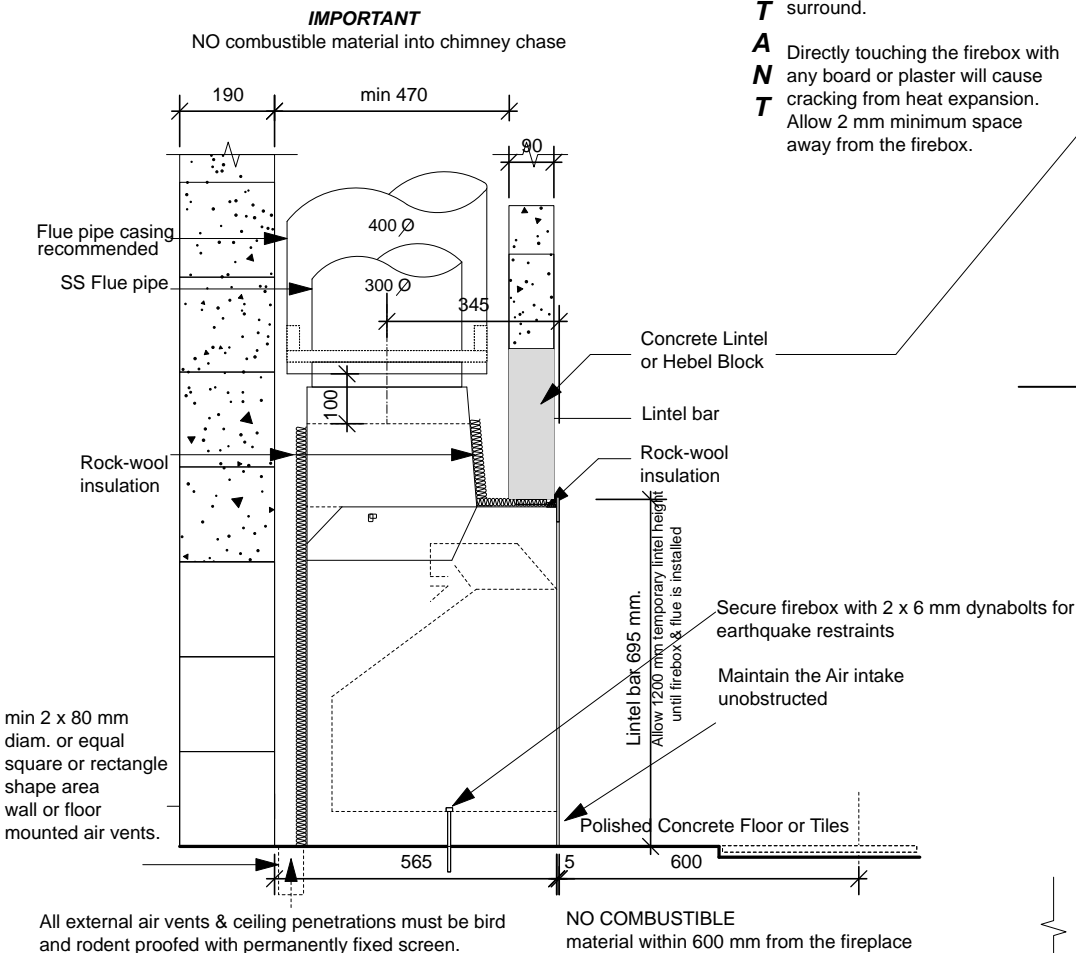 IMPORTANT
NO combustible material into chimney chase
T
A
N
T
surround.
Directly touching the firebox with
any board or plaster will cause
cracking from heat expansion.
Allow 2 mm minimum space
away from the firebox.
190
min 470
90
Flue pipe casing
recommended
400 Ø
SS Flue pipe
300 Ø
345
Concrete Lintel
or Hebel Block
100
Lintel bar
Rock-wool
insulation
Rock-wool
insulation
Lintel bar 695 mm.
Allow 1200 mm temporary lintel height
until firebox & flue is installed
Secure firebox with 2 x 6 mm dynabolts for
earthquake restraints
Maintain the Air intake
unobstructed
min 2 x 80 mm
diam. or equal
square or rectangle
shape area
wall or floor
mounted air vents.
Polished Concrete Floor or Tiles
565
5
600
All external air vents & ceiling penetrations must be bird
and rodent proofed with permanently fixed screen.
NO COMBUSTIBLE
material within 600 mm from the fireplace